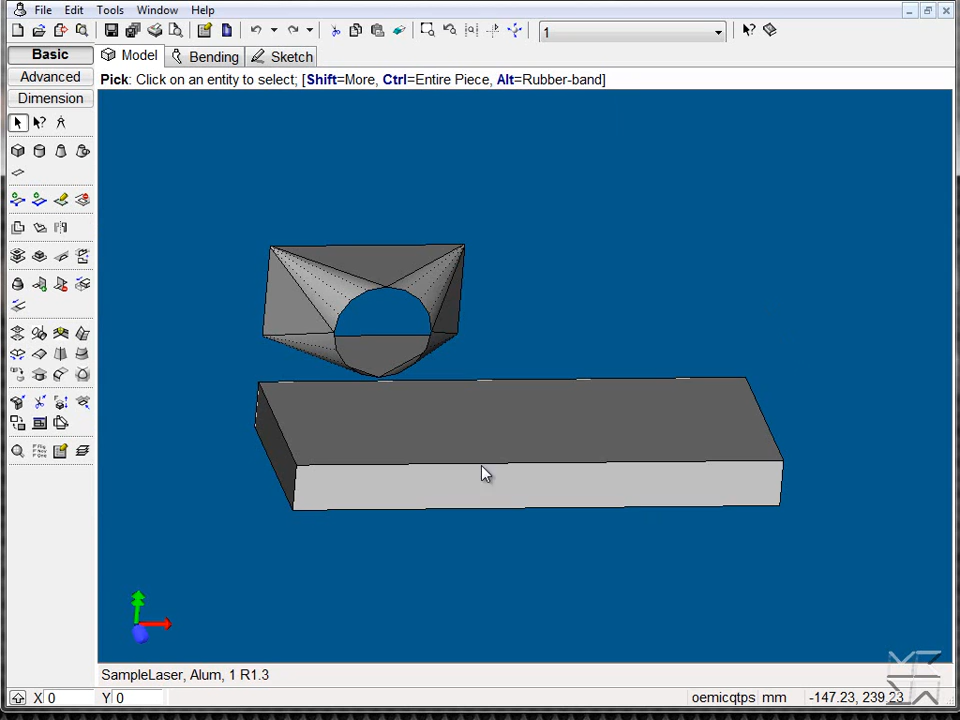 File Edit Tools Window Help
1
Basic Model Bending Sketch
Advanced
Dimension
Pick: Click on an entity to select; [Shift=More, Ctrl=Entire Piece, Alt=Rubber-band]
SampleLaser, Alum, 1 R1.3
X 0 Y 0 oemicqtps mm -147.23, 239.23